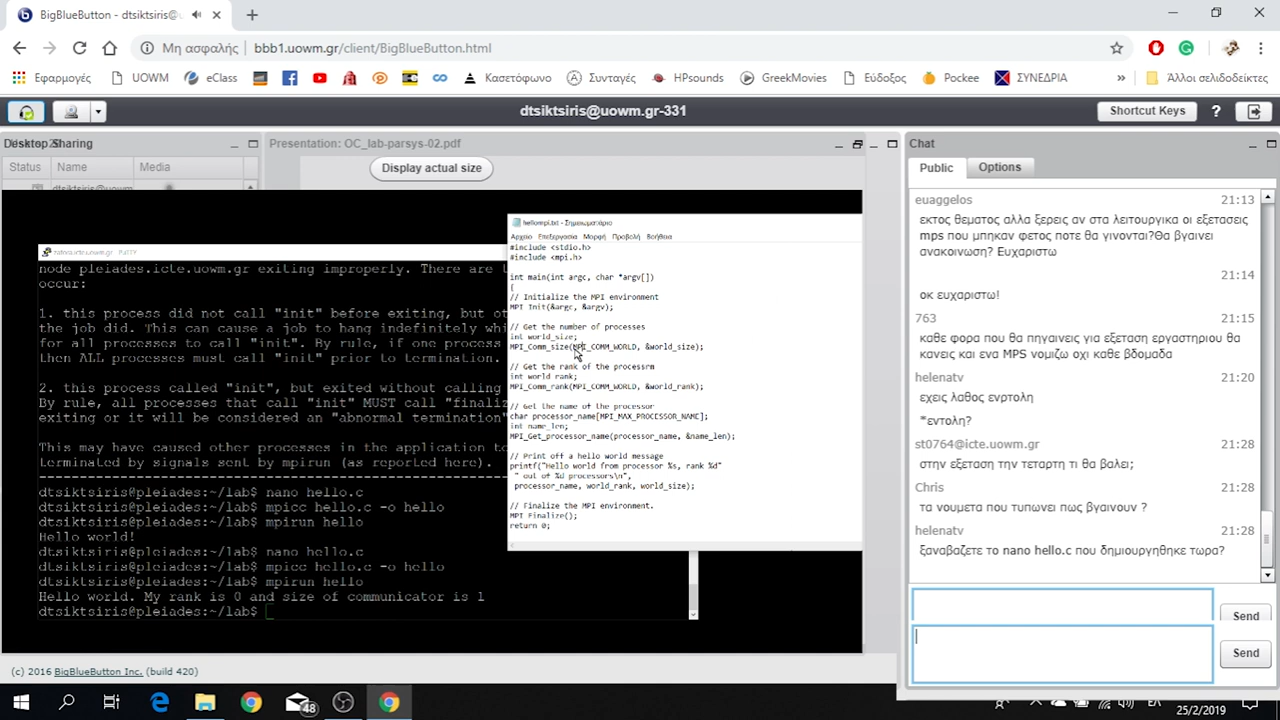 BigBlueButton - dtsiktsiris@
Μη ασφαλής
bbb1.uowm.gr/client/BigBlueButton.html
Εφαρμογές
UOWM
eClass
Κασετόφωνο
Συνταγές
HPsounds
GreekMovies
Εύδοξος
Pockee
ΣΥΝΕΔΡΙΑ
»
Άλλοι σελιδοδείκτες
dtsiktsiris@uowm.gr-331
Shortcut Keys
?
Desktop Sharing
Presentation: OC_lab-parsys-02.pdf
Status
Name
Media
Display actual size
node pleiades.icte.uowm.gr exiting improperly. There are t
occur:
1. this process did not call "init" before exiting, but ot
the job did. This can cause a job to hang indefinitely whi
for all processes to call "init". By rule, if one process
then ALL processes must call "init" prior to termination.
2. this process called "init", but exited without calling
By rule, all processes that call "init" MUST call "finali
exiting or it will be considered an "abnormal termination"
This may have caused other processes in the application to
terminated by signals sent by mpirun (as reported here).
dtsiktsiris@pleiades:~/lab$ nano hello.c
dtsiktsiris@pleiades:~/lab$ mpicc hello.c -o hello
dtsiktsiris@pleiades:~/lab$ mpirun hello
Hello world!
dtsiktsiris@pleiades:~/lab$ nano hello.c
dtsiktsiris@pleiades:~/lab$ mpicc hello.c -o hello
dtsiktsiris@pleiades:~/lab$ mpirun hello
Hello world. My rank is 0 and size of communicator is 1
dtsiktsiris@pleiades:~/lab$
hellompi.txt - Σημειωματάριο
Αρχείο Επεξεργασία Μορφή Προβολή Βοήθεια
#include <stdio.h>
#include <mpi.h>
int main(int argc, char *argv[])
{
// Initialize the MPI environment
MPI_Init(&argc, &argv);
// Get the number of processes
int world_size;
MPI_Comm_size(MPI_COMM_WORLD, &world_size);
// Get the rank of the processrm
int world_rank;
MPI_Comm_rank(MPI_COMM_WORLD, &world_rank);
// Get the name of the processor
char processor_name[MPI_MAX_PROCESSOR_NAME];
int name_len;
MPI_Get_processor_name(processor_name, &name_len);
// Print off a hello world message
printf("Hello world from processor %s, rank %d"
" out of %d processors\n",
processor_name, world_rank, world_size);
// Finalize the MPI environment.
MPI_Finalize();
return 0;
Chat
Public
Options
euaggelos 21:13
εκτος θεματος αλλα ξερεις αν στα λειτουργικα οι εξετασεις
mps που μπηκαν φετος ποτε θα γινονται?Θα βγαινει
ανακοινωση? Ευχαριστω
21:14
οκ ευχαριστω!
763 21:15
καθε φορα που θα πηγαινεις για εξεταση εργαστηριου θα
κανεις και ενα MPS νομιζω οχι καθε βδομαδα
helenatv 21:20
εχεις λαθος ενρτολη
*εντολη?
st0764@icte.uowm.gr 21:28
στην εξεταση την τεταρτη τι θα βαλει;
Chris 21:28
τα νουμετα που τυπωνει πως βγαινουν ?
helenatv 21:28
ξαναβαζετε το nano hello.c που δημιουργηθηκε τωρα?
Send
Send
(c) 2016 BigBlueButton Inc. (build 420)
48
EN
25/2/2019